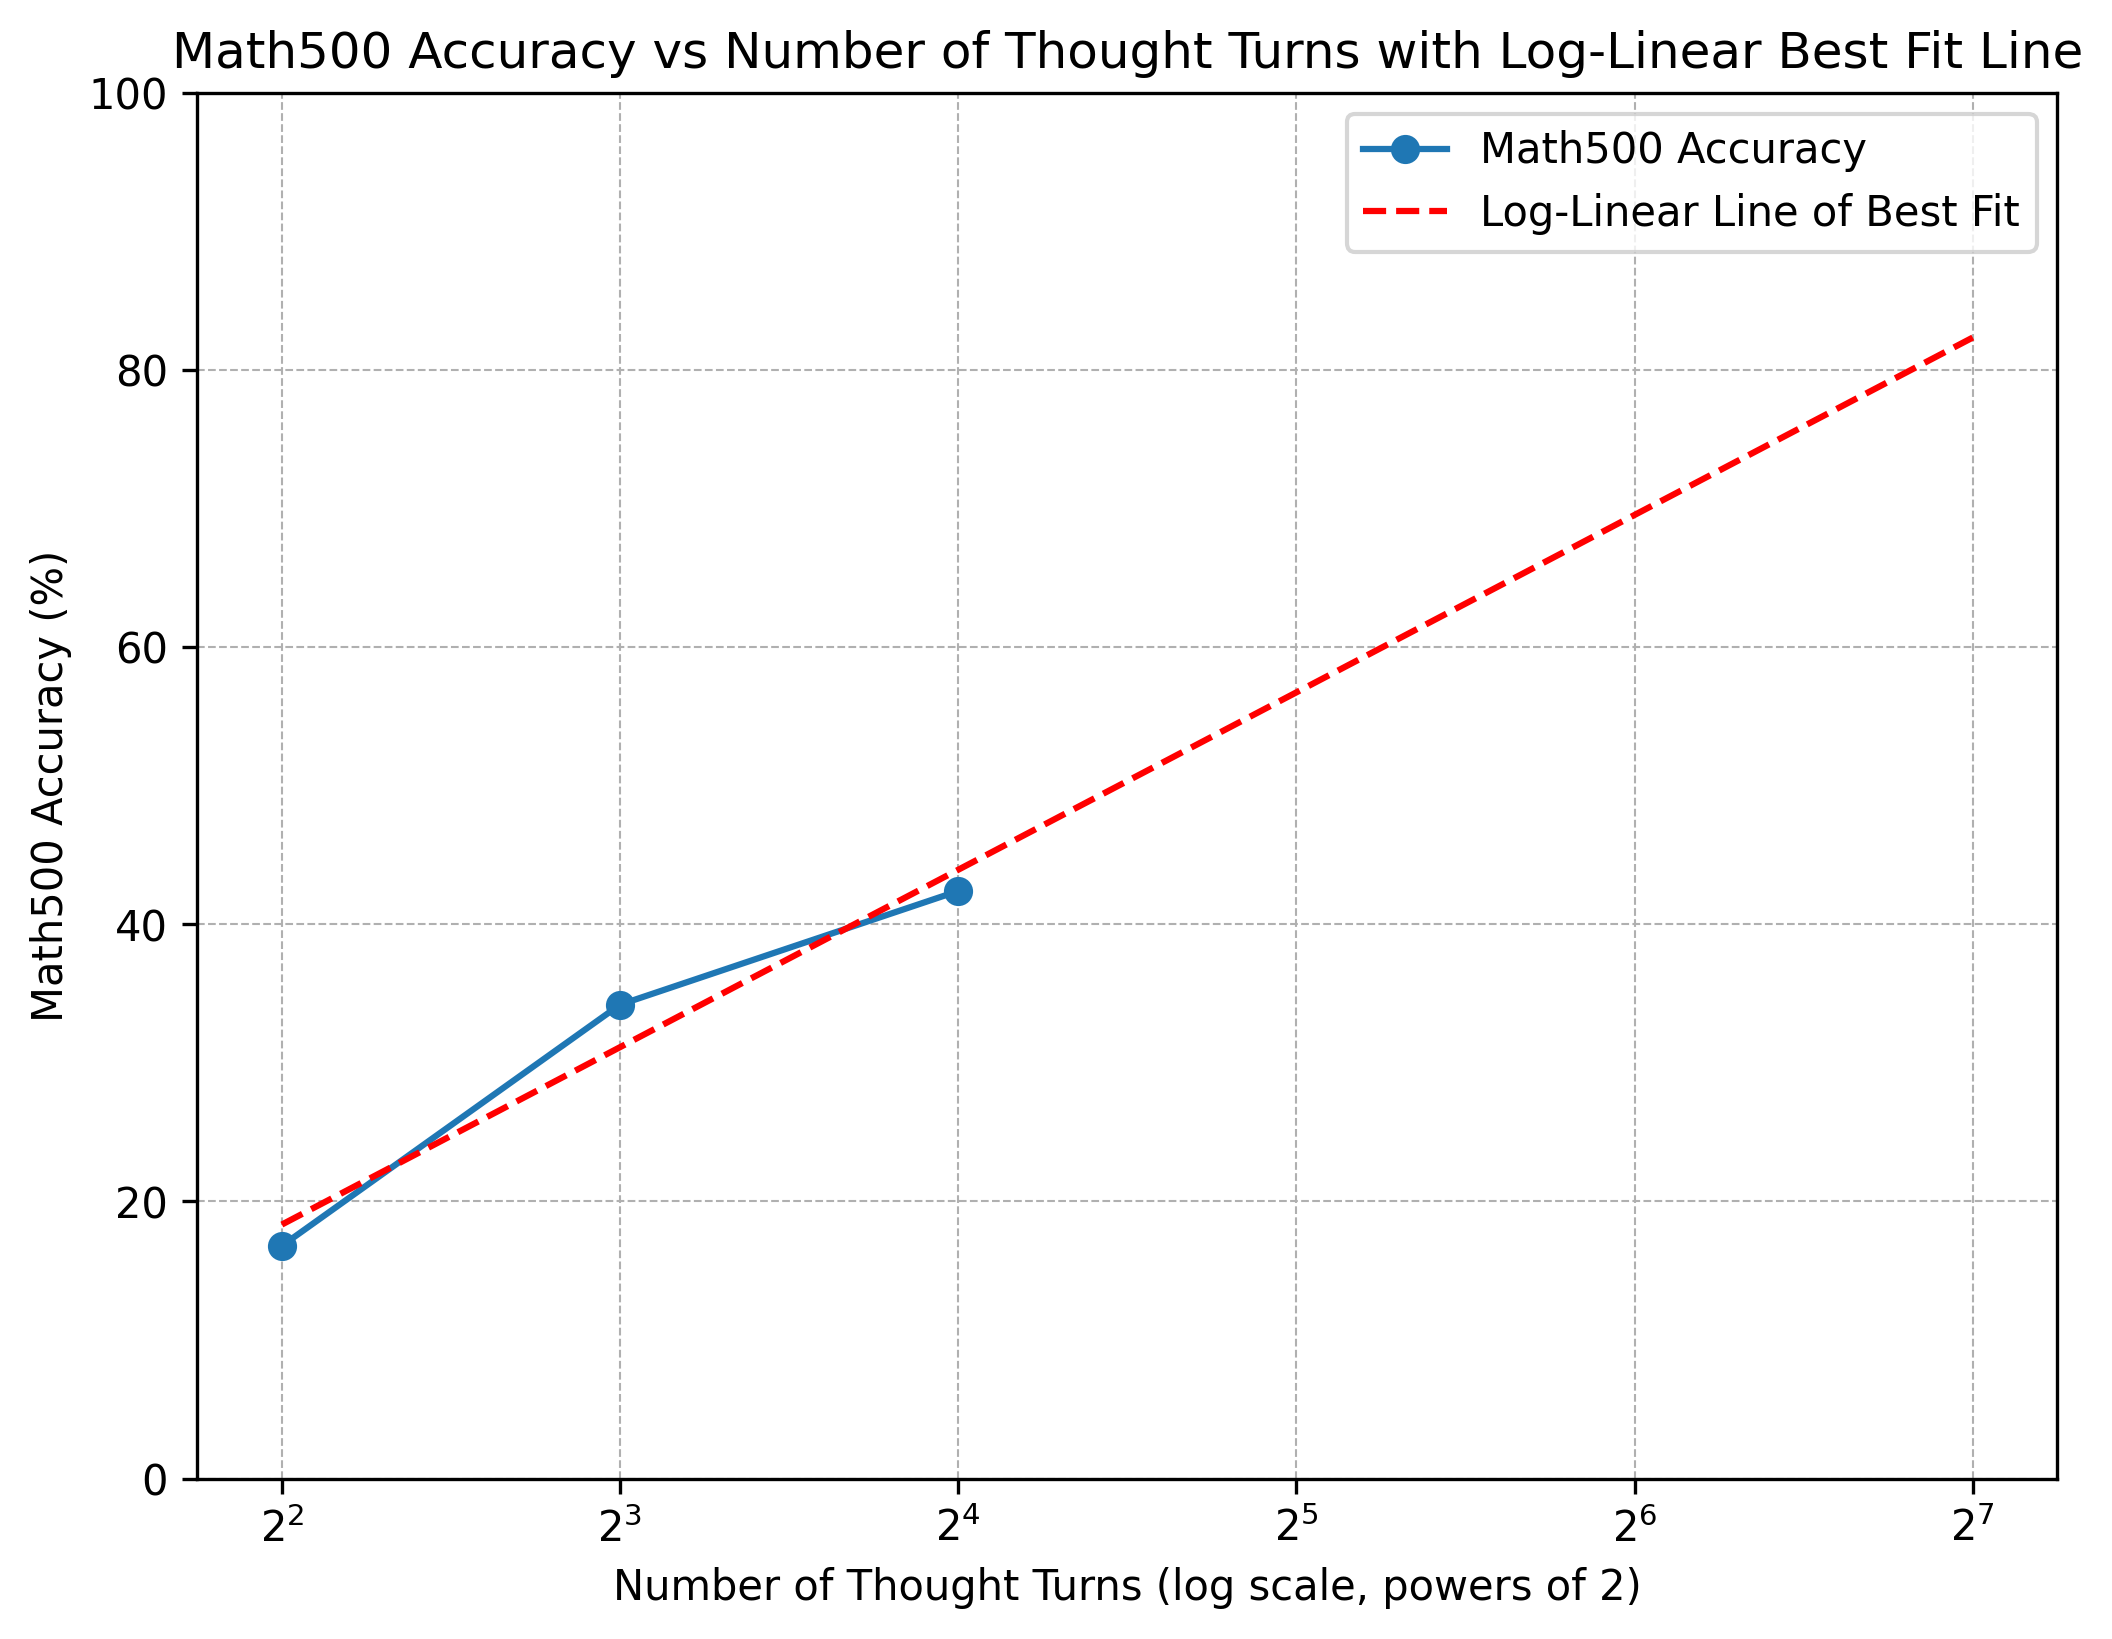 Math500 Accuracy vs Number of Thought Turns with Log-Linear Best Fit Line
100
80
60
40
20
0
Math500 Accuracy (%)
Math500 Accuracy
Log-Linear Line of Best Fit
2² 2³ 2⁴ 2⁵ 2⁶ 2⁷
Number of Thought Turns (log scale, powers of 2)